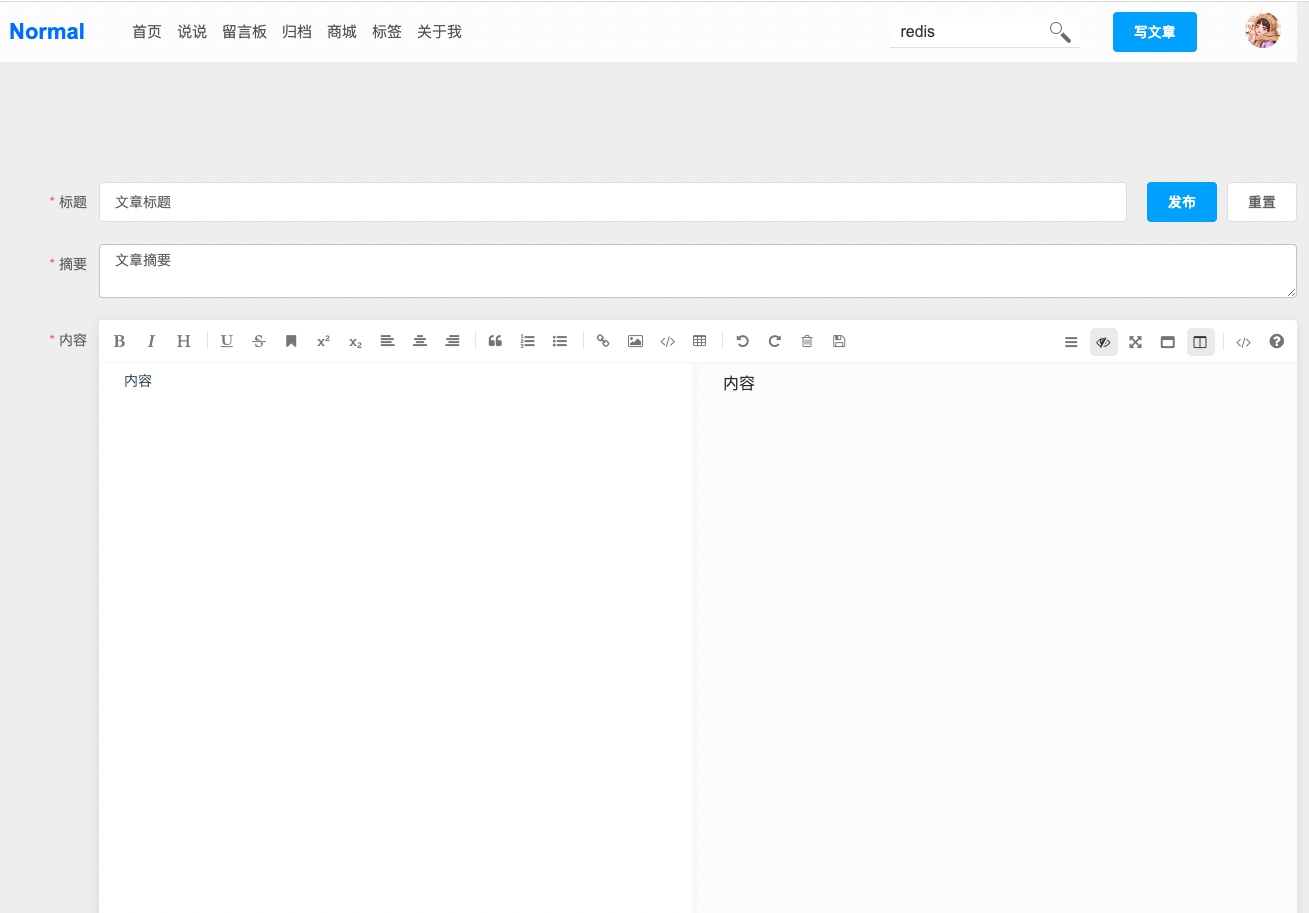 Normal 首页 说说 留言板 归档 商城 标签 关于我 redis 写文章
* 标题 文章标题 发布 重置
* 摘要 文章摘要
* 内容 B I H U S x² x₂
内容 内容